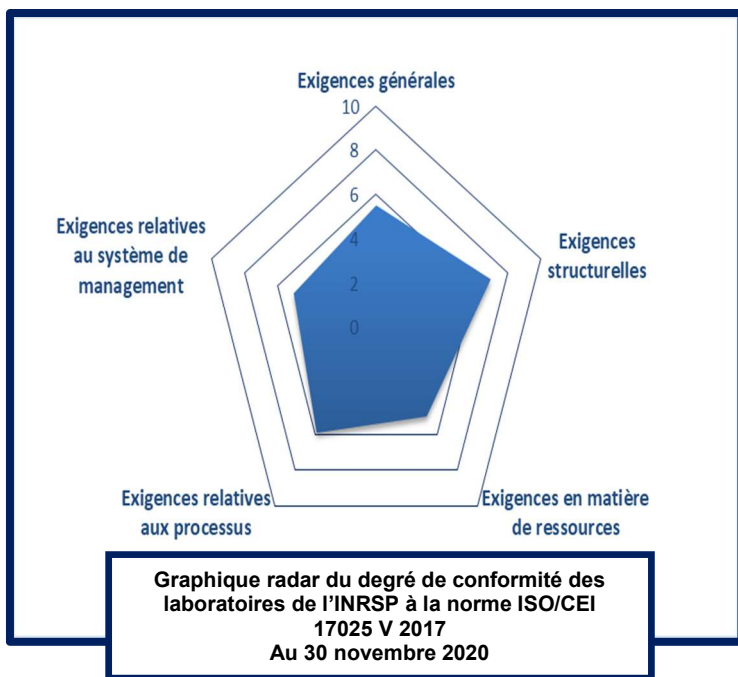 Exigences générales
10
8
6
4
2
0
Exigences
structurelles
Exigences en matière
de ressources
Exigences relatives
aux processus
Exigences relatives
au système de
management
Graphique radar du degré de conformité des
laboratoires de l'INRSP à la norme ISO/CEI
17025 V 2017
Au 30 novembre 2020